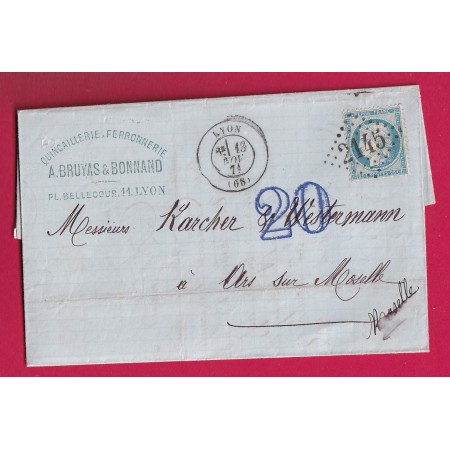 QUINCAILLERIE & FERRONNERIE
A. BRUYAS & BONNAND
PL. BELLECOUR. 11. LYON
LYON
13
NOV
71
(68)
2145
20
Messieurs Karcher & Westermann
à Ars sur Moselle
Moselle